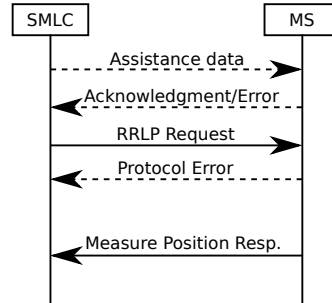 SMLC
MS
Assistance data
Acknowledgment/Error
RRLP Request
Protocol Error
Measure Position Resp.